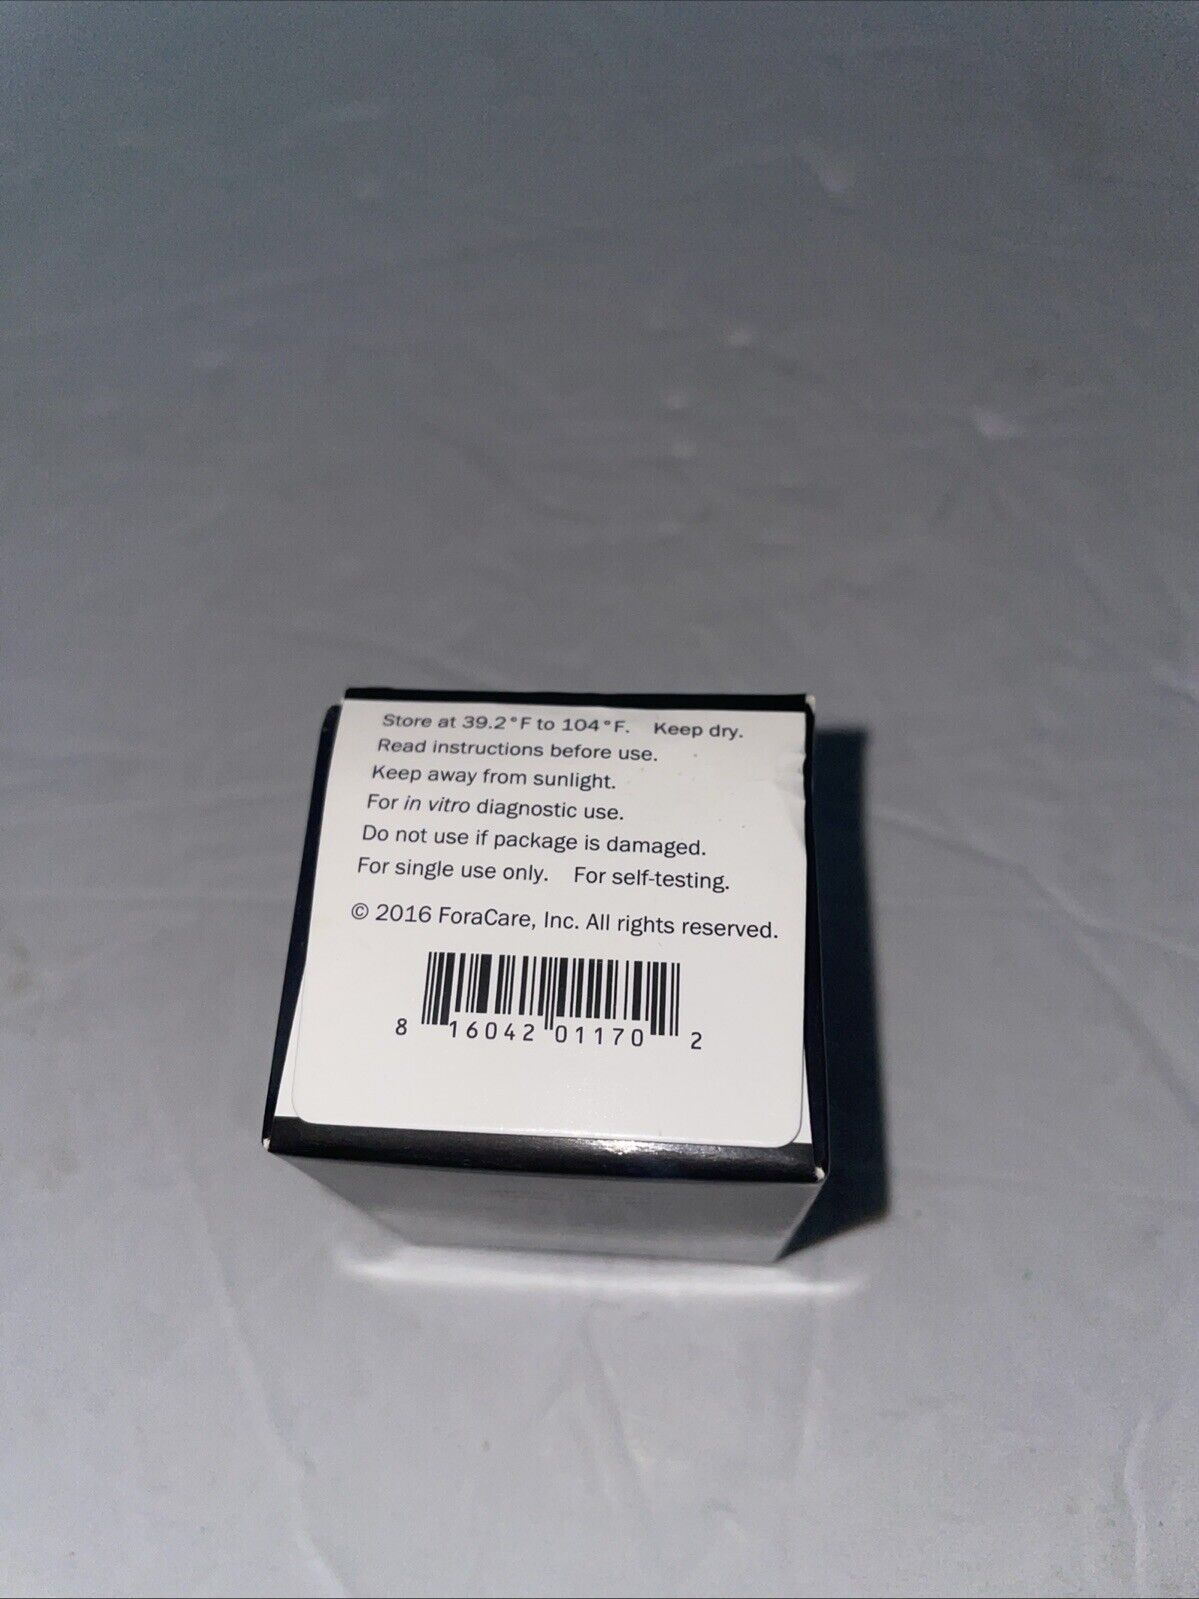 Store at 39.2°F to 104°F. Keep dry.
Read instructions before use.
Keep away from sunlight.
For in vitro diagnostic use.
Do not use if package is damaged.
For single use only. For self-testing.
© 2016 ForaCare, Inc. All rights reserved.
8 16042 01170 2